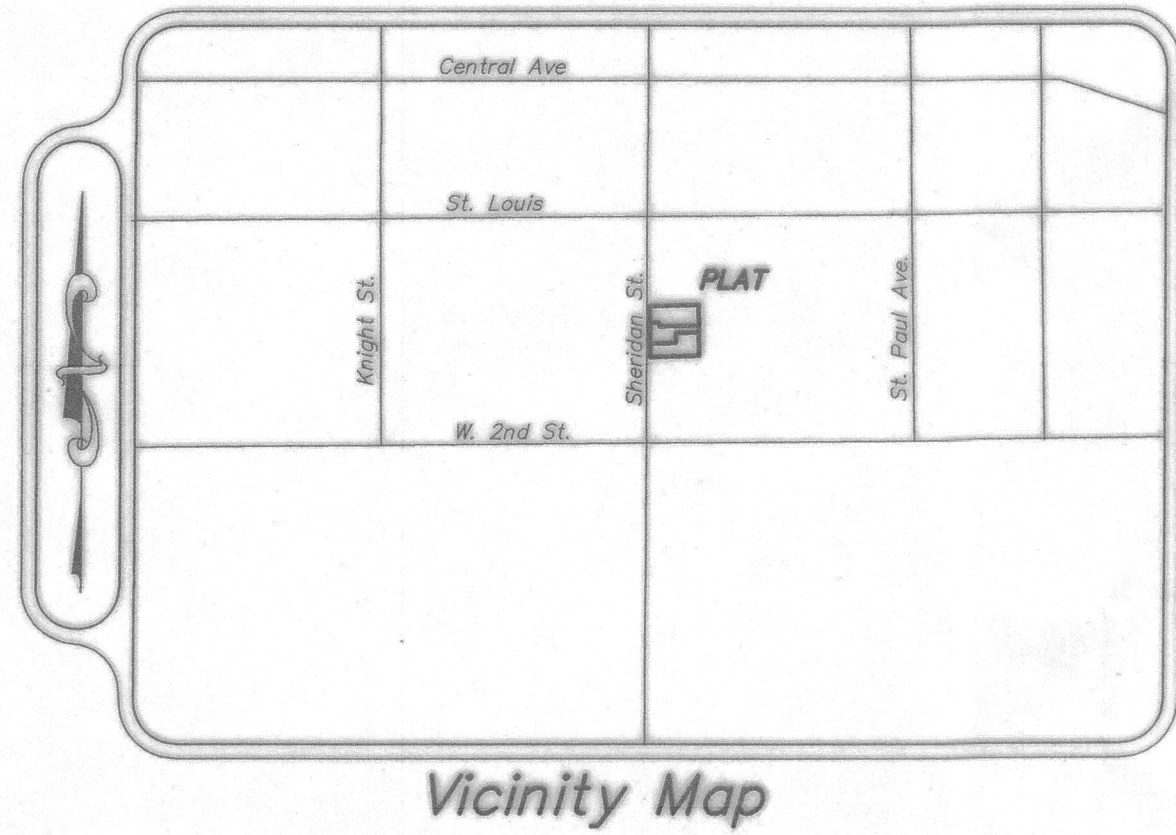 Central Ave
St. Louis
Knight St.
Sheridan St.
PLAT
St. Paul Ave.
W. 2nd St.
Vicinity Map